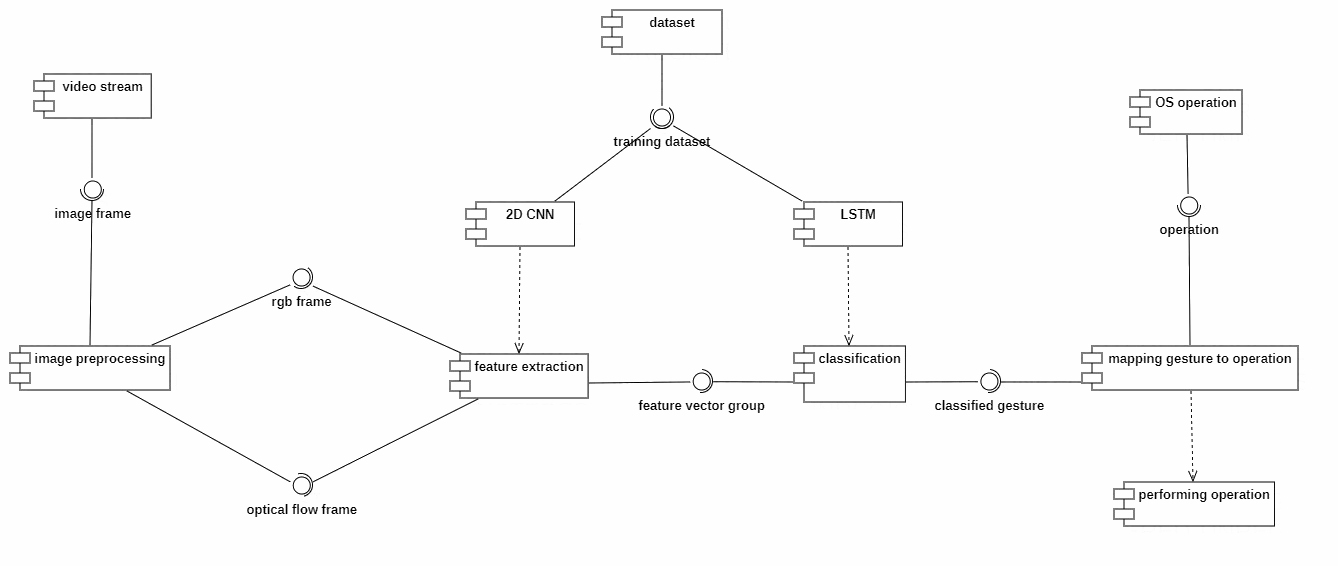 dataset
video stream
OS operation
training dataset
image frame
2D CNN
LSTM
operation
rgb frame
image preprocessing
feature extraction
classification
mapping gesture to operation
feature vector group
classified gesture
performing operation
optical flow frame